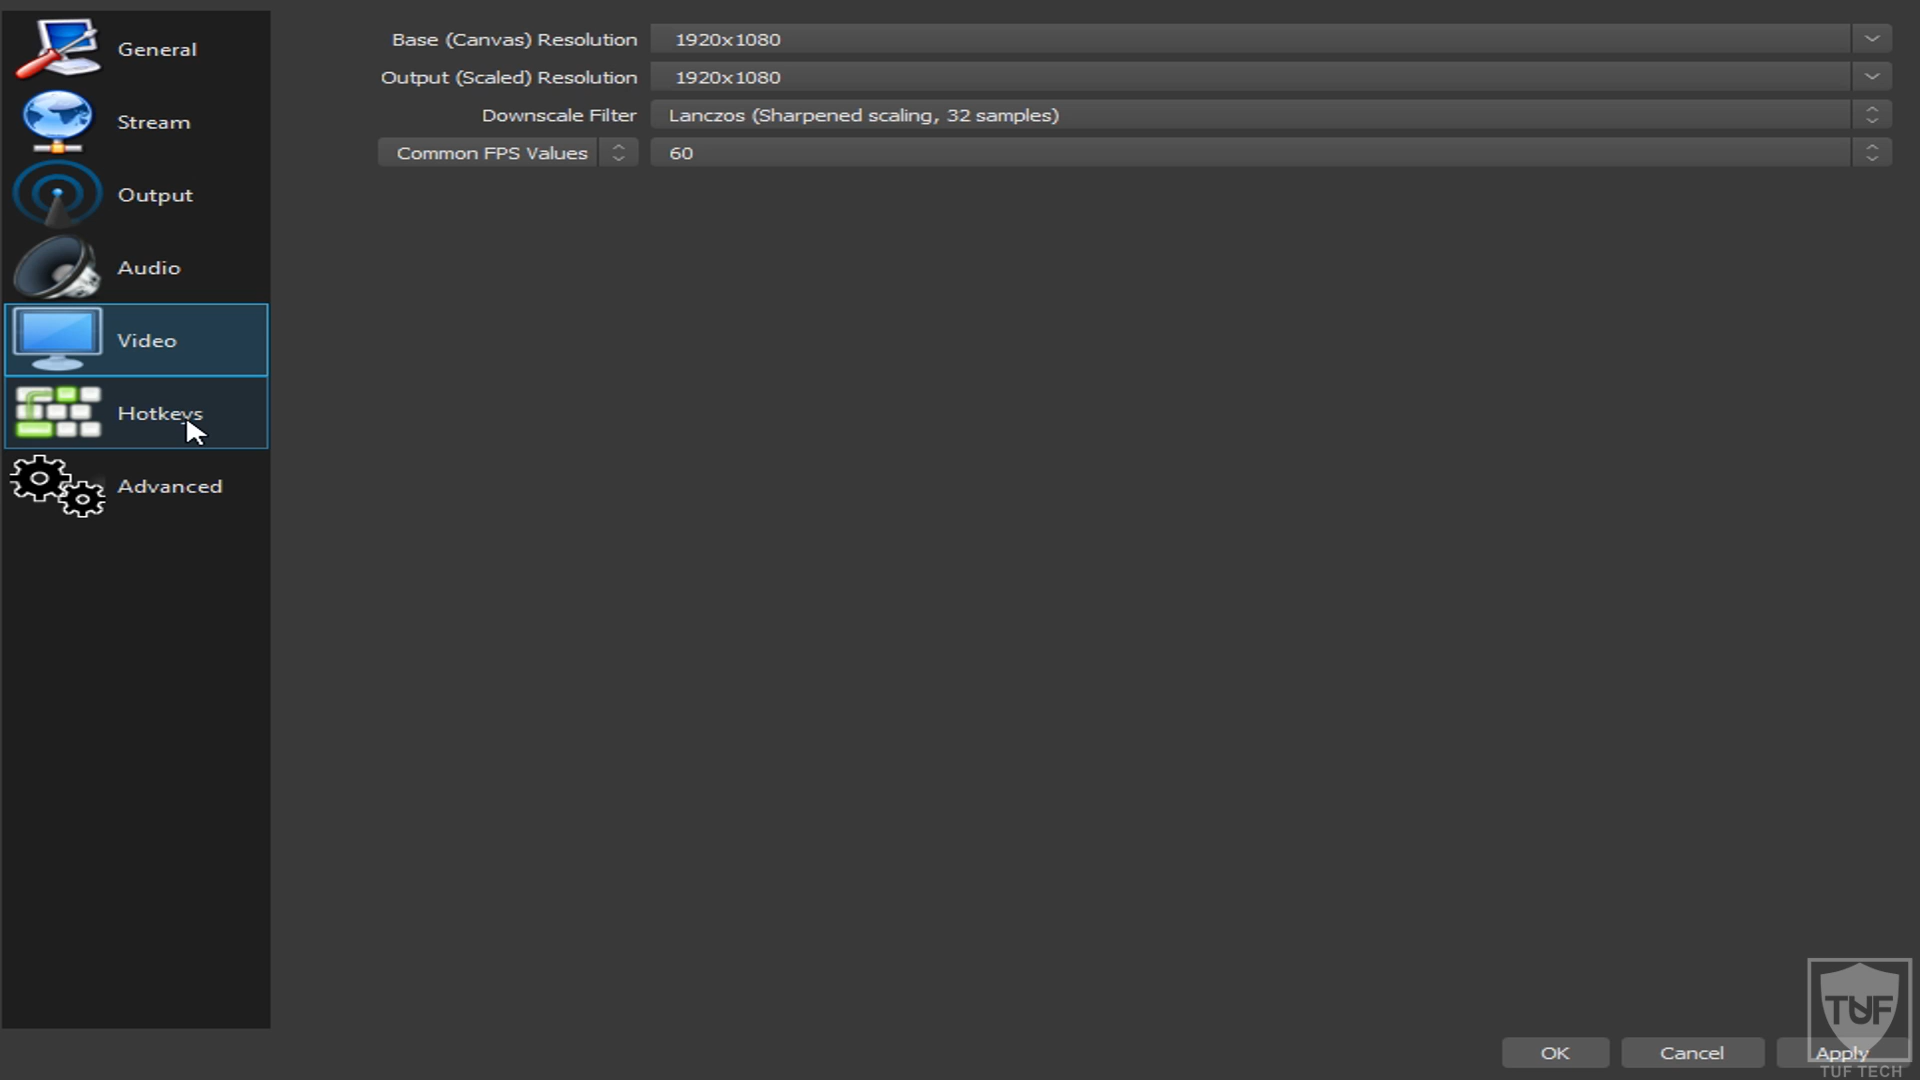 General
Stream
Output
Audio
Video
Hotkeys
Advanced
Base (Canvas) Resolution 1920x1080
Output (Scaled) Resolution 1920x1080
Downscale Filter Lanczos (Sharpened scaling, 32 samples)
Common FPS Values 60
OK Cancel Apply
TUF
TUF TECH